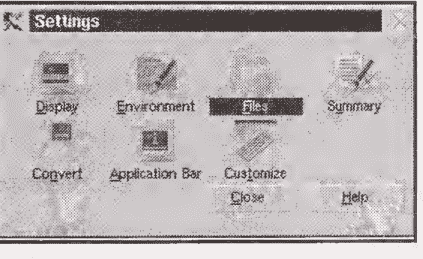 Settings
Display Environment Files Summary
Convert Application Bar Customize
Close Help